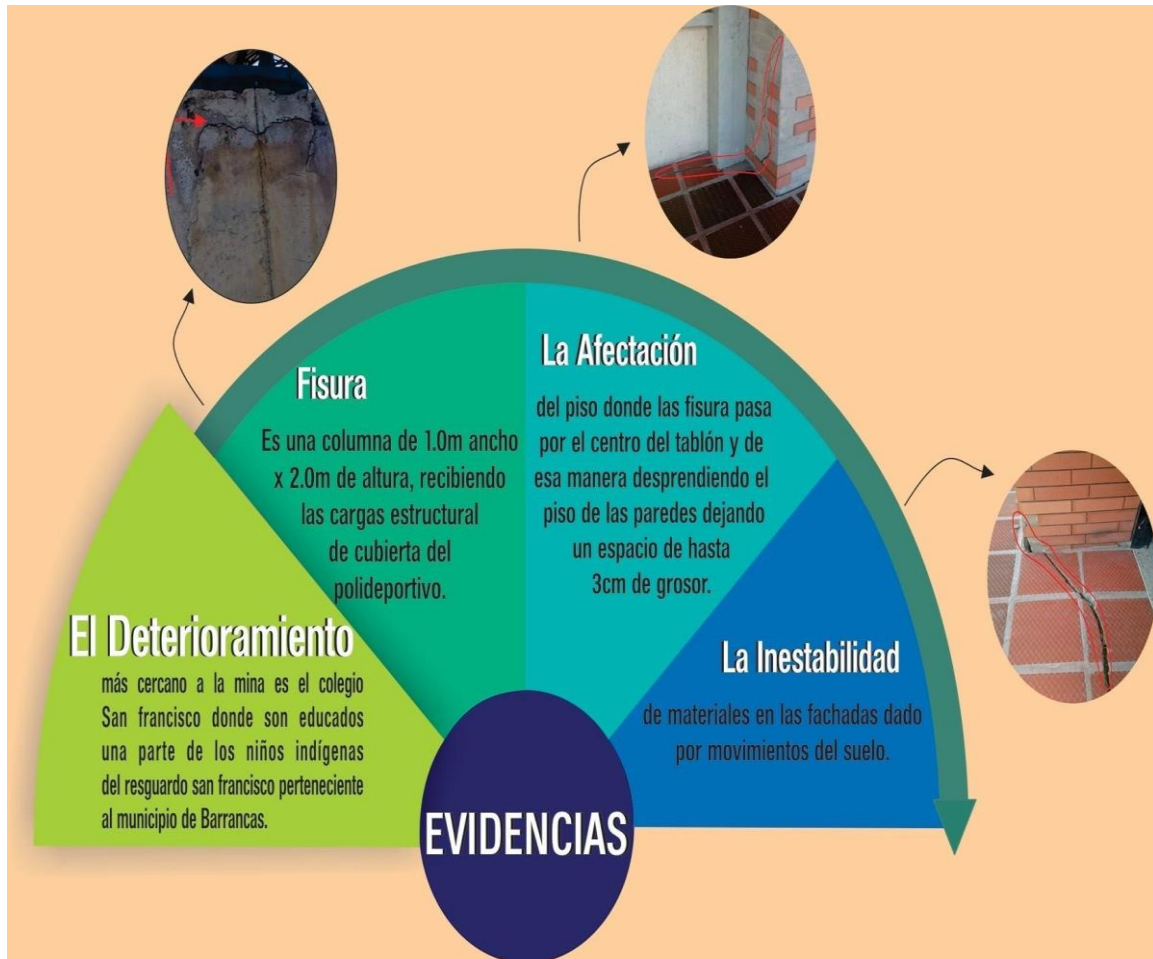 El Deterioramiento
más cercano a la mina es el colegio
San francisco donde son educados
una parte de los niños indígenas
del resguardo san francisco perteneciente
al municipio de Barrancas.
Fisura
Es una columna de 1.0m ancho
x 2.0m de altura, recibiendo
las cargas estructural
de cubierta del
polideportivo.
La Afectación
del piso donde las fisura pasa
por el centro del tablón y de
esa manera desprendiendo el
piso de las paredes dejando
un espacio de hasta
3cm de grosor.
La Inestabilidad
de materiales en las fachadas dado
por movimientos del suelo.
EVIDENCIAS